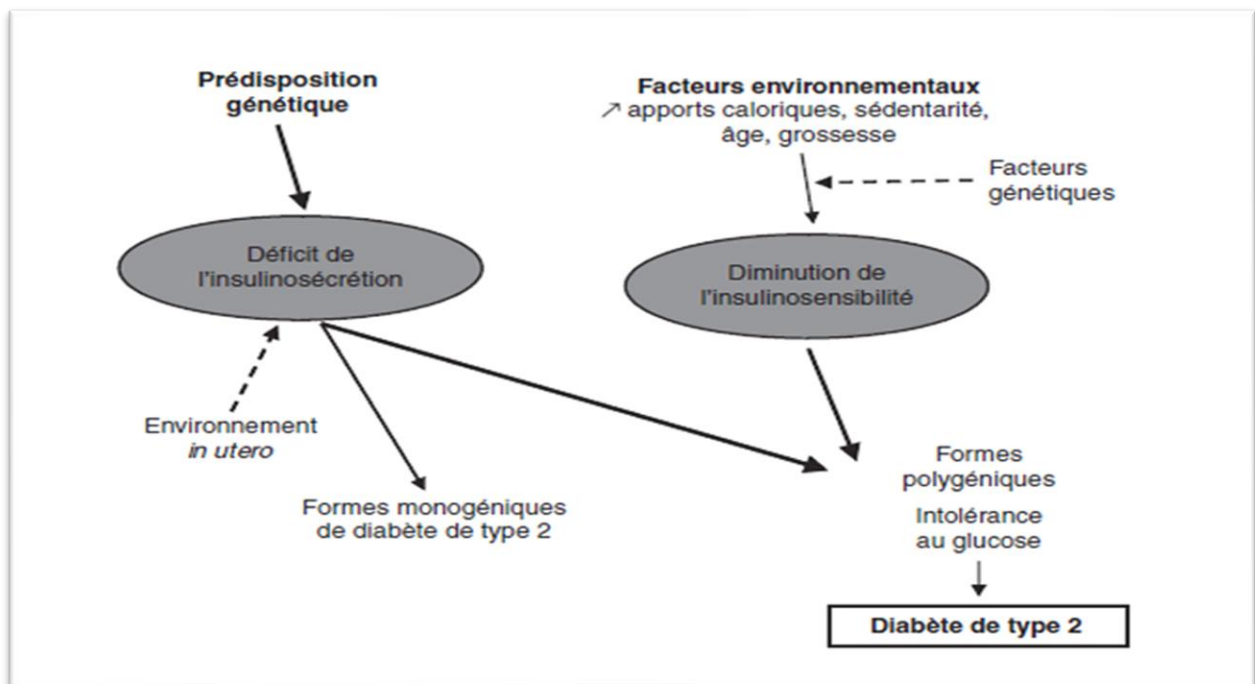 Prédisposition
génétique
Facteurs environnementaux
↗ apports caloriques, sédentarité,
âge, grossesse
Facteurs
génétiques
Déficit de
l'insulinosécrétion
Diminution de
l'insulinosensibilité
Environnement
in utero
Formes monogéniques
de diabète de type 2
Formes
polygéniques
Intolérance
au glucose
Diabète de type 2